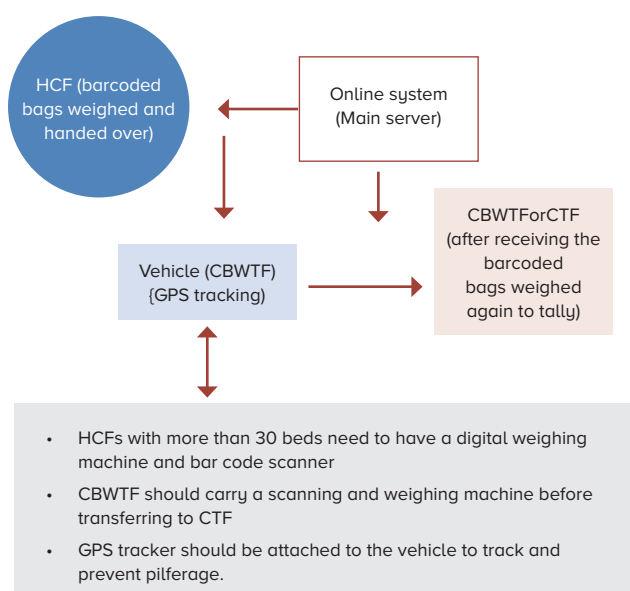 HCF (barcoded
bags weighed and
handed over)
Online system
(Main server)
Vehicle (CBWTF)
{GPS tracking)
CBWTForCTF
(after receiving the
barcoded
bags weighed
again to tally)
• HCFs with more than 30 beds need to have a digital weighing
machine and bar code scanner
• CBWTF should carry a scanning and weighing machine before
transferring to CTF
• GPS tracker should be attached to the vehicle to track and
prevent pilferage.